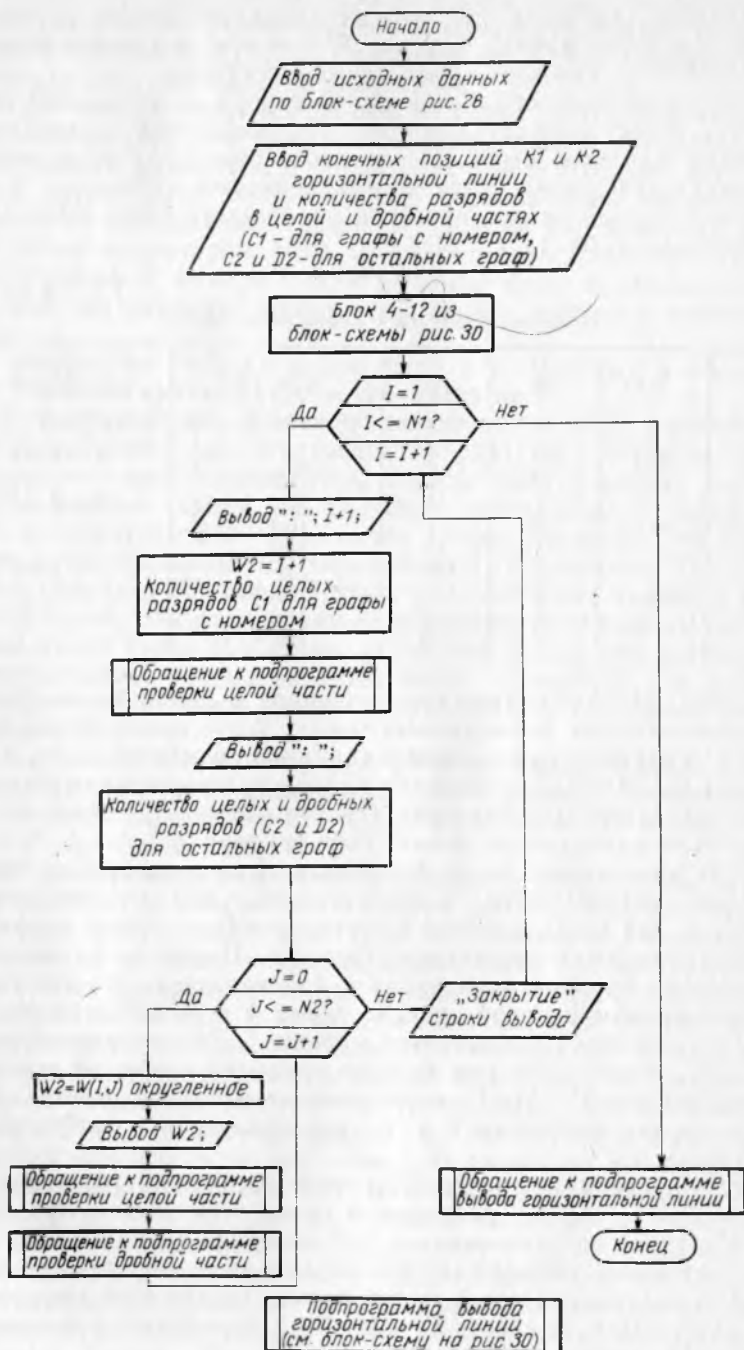 Начало
Ввод исходных данных
по блок-схеме рис. 28
Ввод конечных позиций К1 и К2
горизонтальной линии
и количества разрядов
в целой и дробной частях
(С1 - для графы с номером,
С2 и D2 - для остальных граф)
Блок 4-12 из
блок-схемы рис. 30
I=1
Да
I<=N1?
Нет
I=I+1
Вывод ": "; I+1;
W2=I+1
Количество целых
разрядов С1 для графы
с номером
Обращение к подпрограмме
проверки целой части
Вывод ": ";
Количество целых и дробных
разрядов (С2 и D2)
для остальных граф
J=0
Да
J<=N2?
Нет
J=J+1
„Закрытие"
строки вывода
W2=W(I,J) округленное
Вывод W2;
Обращение к подпрограмме
проверки целой части
Обращение к подпрограмме
вывода горизонтальной линии
Обращение к подпрограмме
проверки дробной части
Конец
Подпрограмма вывода
горизонтальной линии
(см. блок-схему на рис 30)